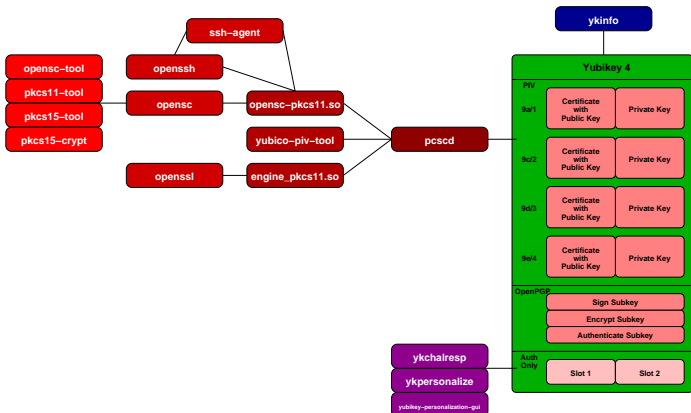 ykinfo
ssh-agent
Yubikey 4
openssh
opensc-tool
pkcs11-tool
pkcs15-tool
pkcs15-crypt
opensc
opensc-pkcs11.so
yubico-piv-tool
openssl
engine_pkcs11.so
pcscd
PIV
9a/1
Certificate
with
Public Key
Private Key
9c/2
Certificate
with
Public Key
Private Key
9d/3
Certificate
with
Public Key
Private Key
9e/4
Certificate
with
Public Key
Private Key
OpenPGP
Sign Subkey
Encrypt Subkey
Authenticate Subkey
Auth
Only
Slot 1
Slot 2
ykchalresp
ykpersonalize
yubikey-personalization-gui